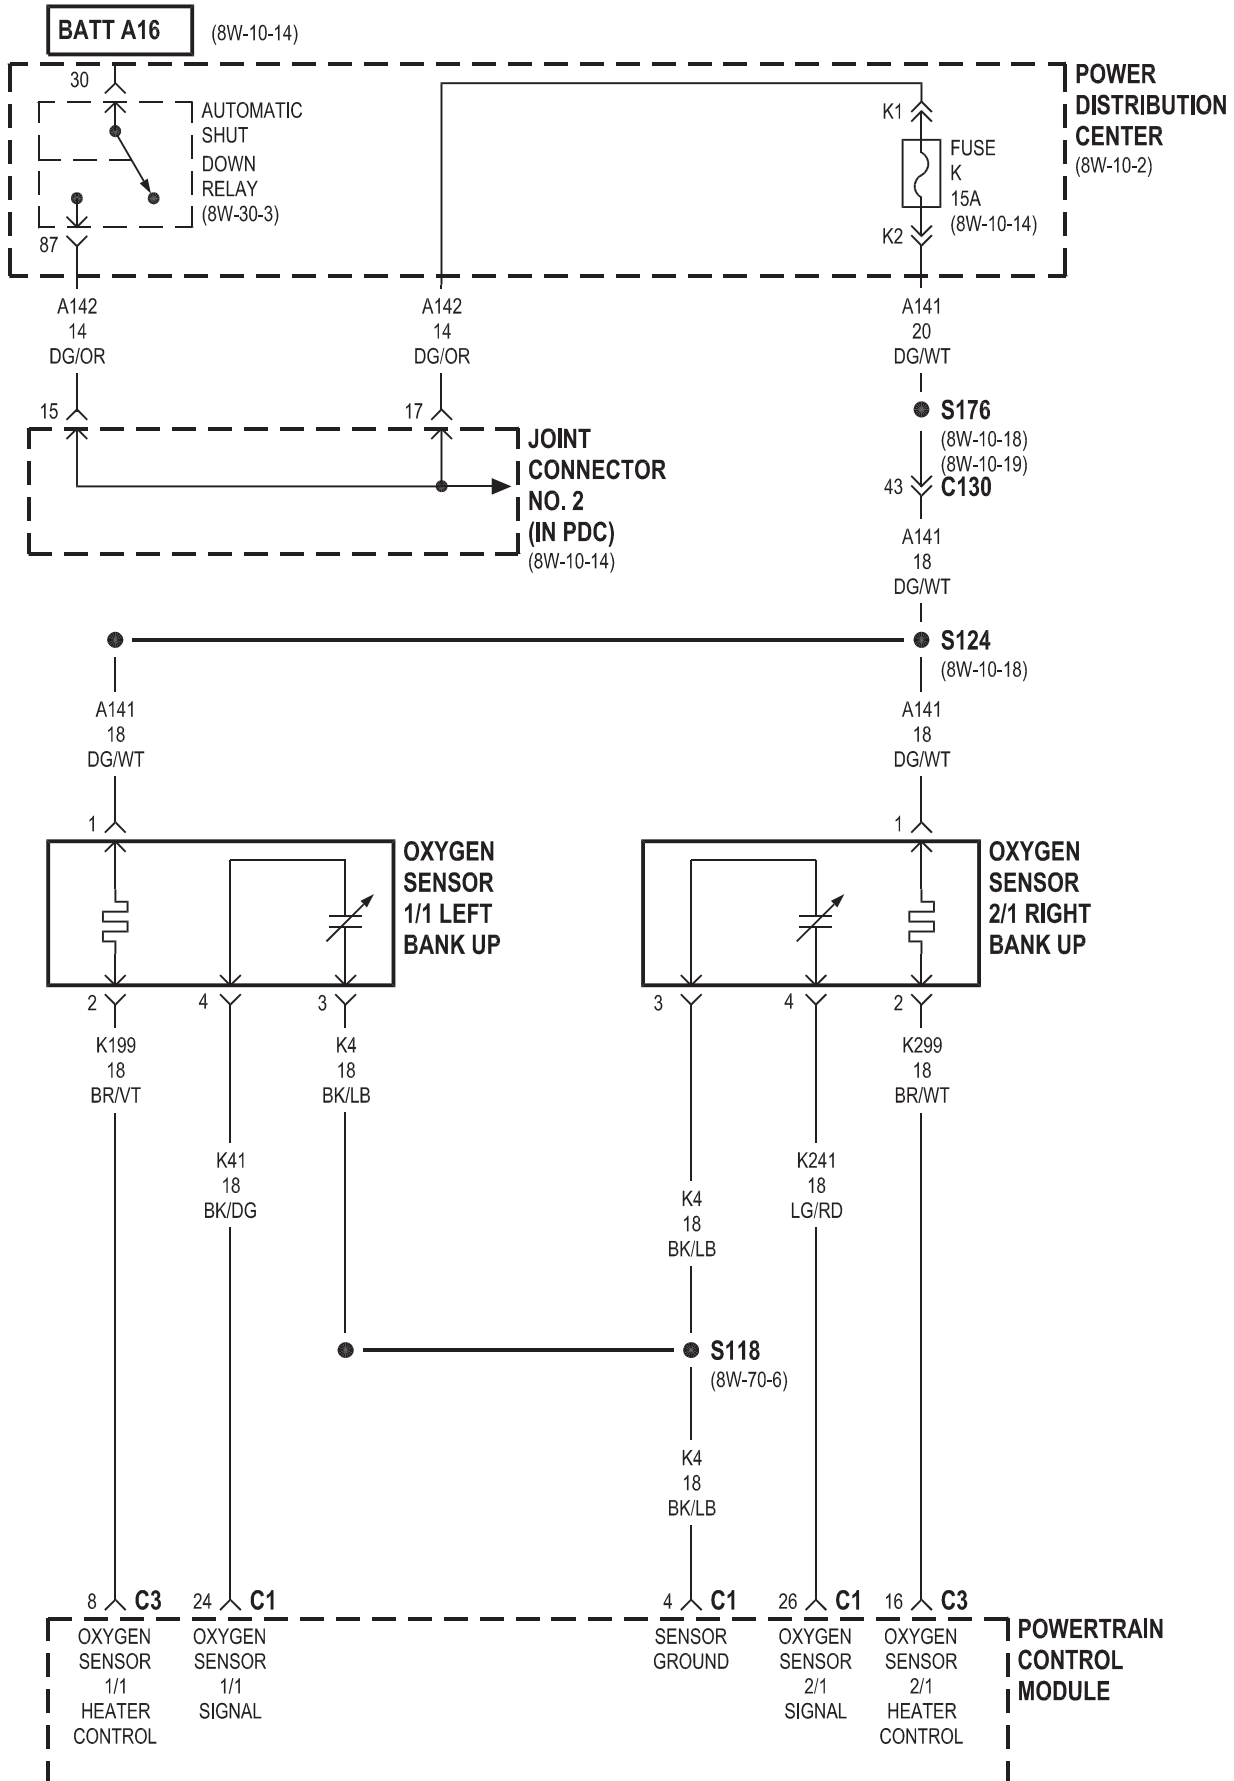 BATT A16
(8W-10-14)
30
AUTOMATIC
SHUT
DOWN
RELAY
(8W-30-3)
87
K1
FUSE
K
15A
(8W-10-14)
K2
POWER
DISTRIBUTION
CENTER
(8W-10-2)
A142
14
DG/OR
A142
14
DG/OR
A141
20
DG/WT
15
17
JOINT
CONNECTOR
NO. 2
(IN PDC)
(8W-10-14)
S176
(8W-10-18)
(8W-10-19)
43
C130
A141
18
DG/WT
S124
(8W-10-18)
A141
18
DG/WT
A141
18
DG/WT
1
OXYGEN
SENSOR
1/1 LEFT
BANK UP
1
OXYGEN
SENSOR
2/1 RIGHT
BANK UP
2
4
3
3
4
2
K199
18
BR/VT
K4
18
BK/LB
K299
18
BR/WT
K41
18
BK/DG
K241
18
LG/RD
K4
18
BK/LB
S118
(8W-70-6)
K4
18
BK/LB
8
C3
24
C1
4
C1
26
C1
16
C3
OXYGEN
SENSOR
1/1
HEATER
CONTROL
OXYGEN
SENSOR
1/1
SIGNAL
SENSOR
GROUND
OXYGEN
SENSOR
2/1
SIGNAL
OXYGEN
SENSOR
2/1
HEATER
CONTROL
POWERTRAIN
CONTROL
MODULE